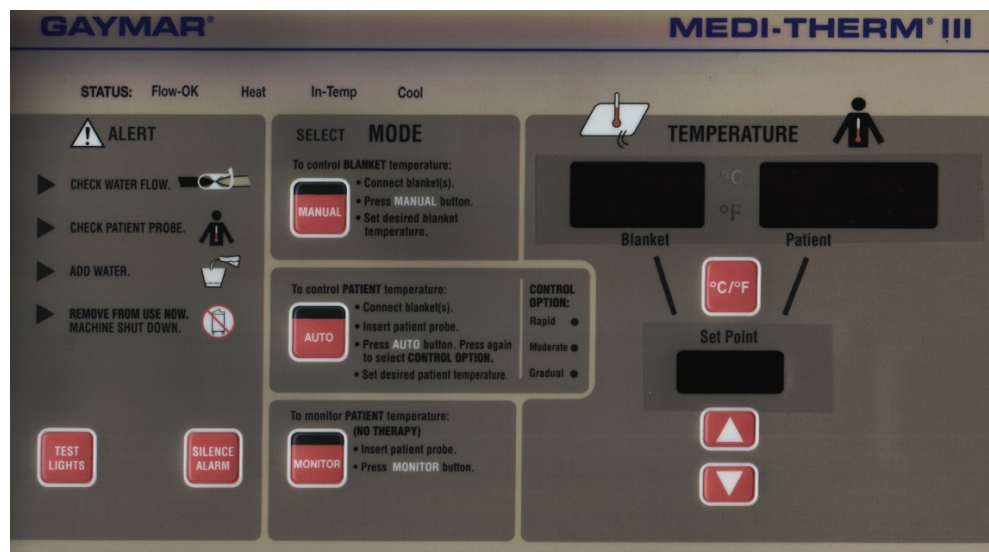 GAYMAR®
MEDI-THERM® III
STATUS: Flow-OK Heat In-Temp Cool
ALERT
CHECK WATER FLOW.
CHECK PATIENT PROBE.
ADD WATER.
REMOVE FROM USE NOW.
MACHINE SHUT DOWN.
TEST
LIGHTS
SILENCE
ALARM
SELECT MODE
To control BLANKET temperature:
MANUAL
• Connect blanket(s).
• Press MANUAL button.
• Set desired blanket
temperature.
To control PATIENT temperature:
AUTO
• Connect blanket(s).
• Insert patient probe.
• Press AUTO button. Press again
to select CONTROL OPTION.
• Set desired patient temperature.
CONTROL
OPTION:
Rapid
Moderate
Gradual
To monitor PATIENT temperature:
(NO THERAPY)
MONITOR
• Insert patient probe.
• Press MONITOR button.
TEMPERATURE
°C
°F
Blanket
Patient
°C/°F
Set Point